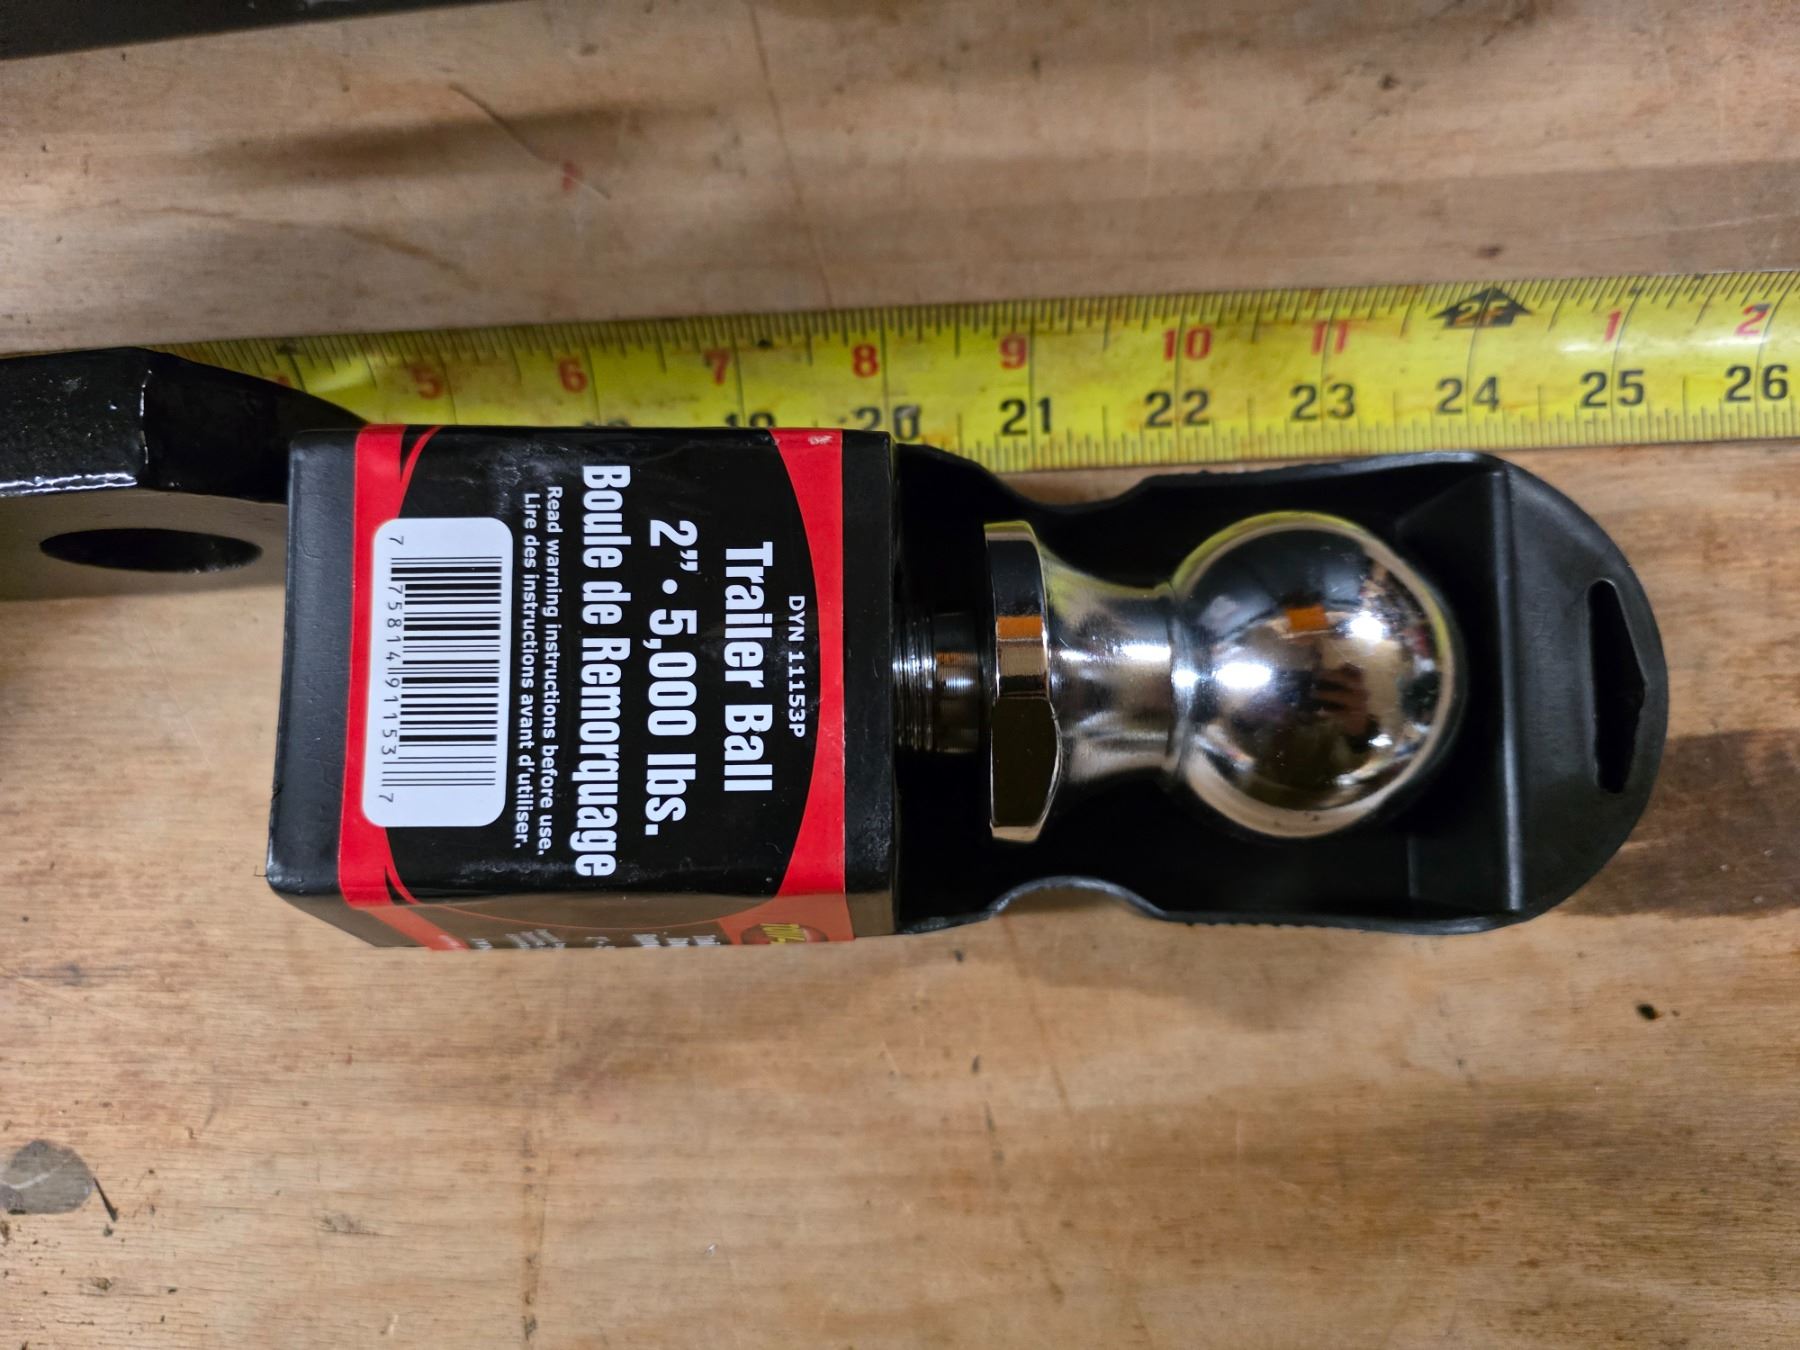 5 6 7 8 9 10 11 2F 1 2
19 20 21 22 23 24 25 26
DYN 11153P
Trailer Ball
2” • 5,000 lbs.
Boule de Remorquage
Read warning instructions before use.
Lire des instructions avant d’utiliser.
7 75814 91153 7